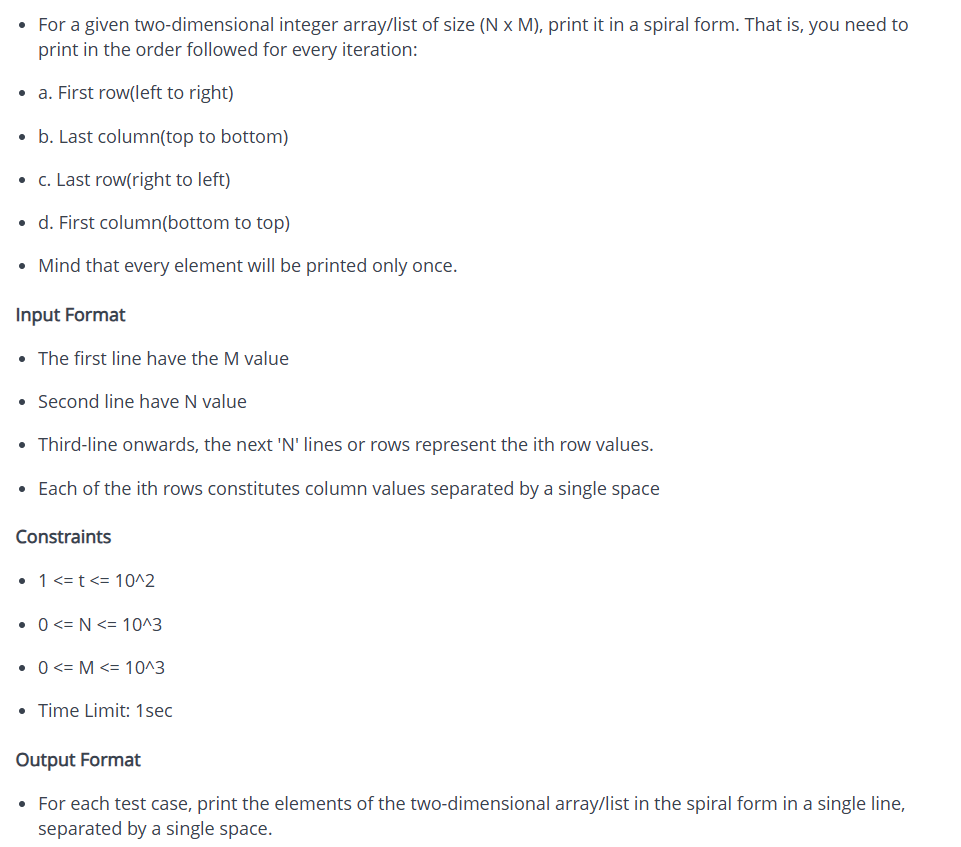 • For a given two-dimensional integer array/list of size (N x M), print it in a spiral form. That is, you need to
print in the order followed for every iteration:
• a. First row(left to right)
• b. Last column(top to bottom)
• c. Last row(right to left)
• d. First column(bottom to top)
• Mind that every element will be printed only once.
Input Format
• The first line have the M value
• Second line have N value
• Third-line onwards, the next 'N' lines or rows represent the ith row values.
• Each of the ith rows constitutes column values separated by a single space
Constraints
• 1 <= t <= 10^2
• 0 <= N <= 10^3
• 0 <= M <= 10^3
• Time Limit: 1sec
Output Format
• For each test case, print the elements of the two-dimensional array/list in the spiral form in a single line,
separated by a single space.